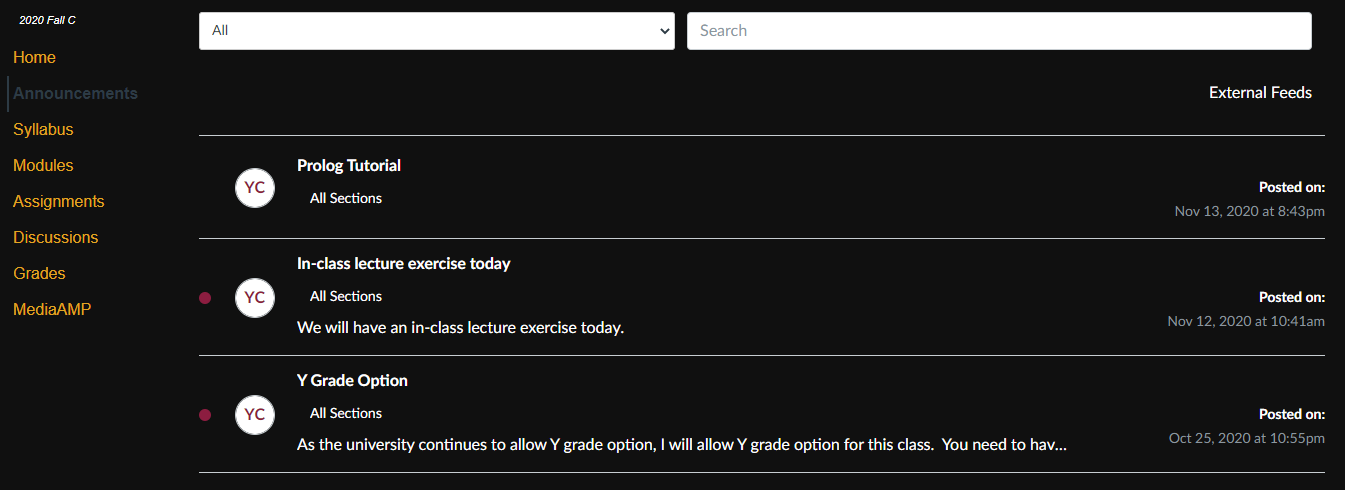 2020 Fall C
Home
Announcements
Syllabus
Modules
Assignments
Discussions
Grades
MediaAMP
All
Search
External Feeds
YC
Prolog Tutorial
All Sections
Posted on:
Nov 13, 2020 at 8:43pm
YC
In-class lecture exercise today
All Sections
We will have an in-class lecture exercise today.
Posted on:
Nov 12, 2020 at 10:41am
YC
Y Grade Option
All Sections
As the university continues to allow Y grade option, I will allow Y grade option for this class.  You need to hav...
Posted on:
Oct 25, 2020 at 10:55pm